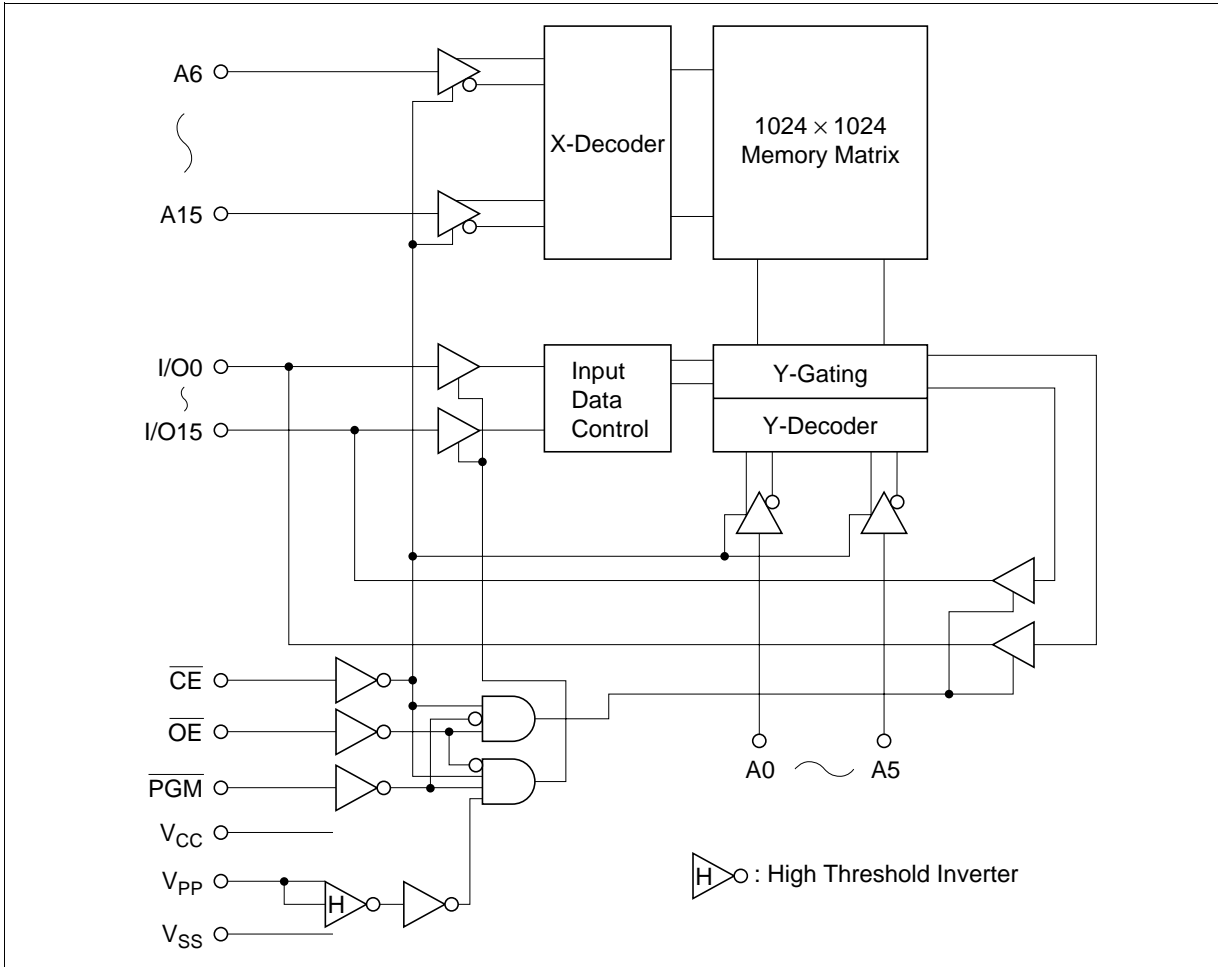 A6
A15
X-Decoder
1024 × 1024
Memory Matrix
I/O0
I/O15
Input
Data
Control
Y-Gating
Y-Decoder
CE
OE
PGM
A0
A5
VCC
VPP
H
VSS
H : High Threshold Inverter